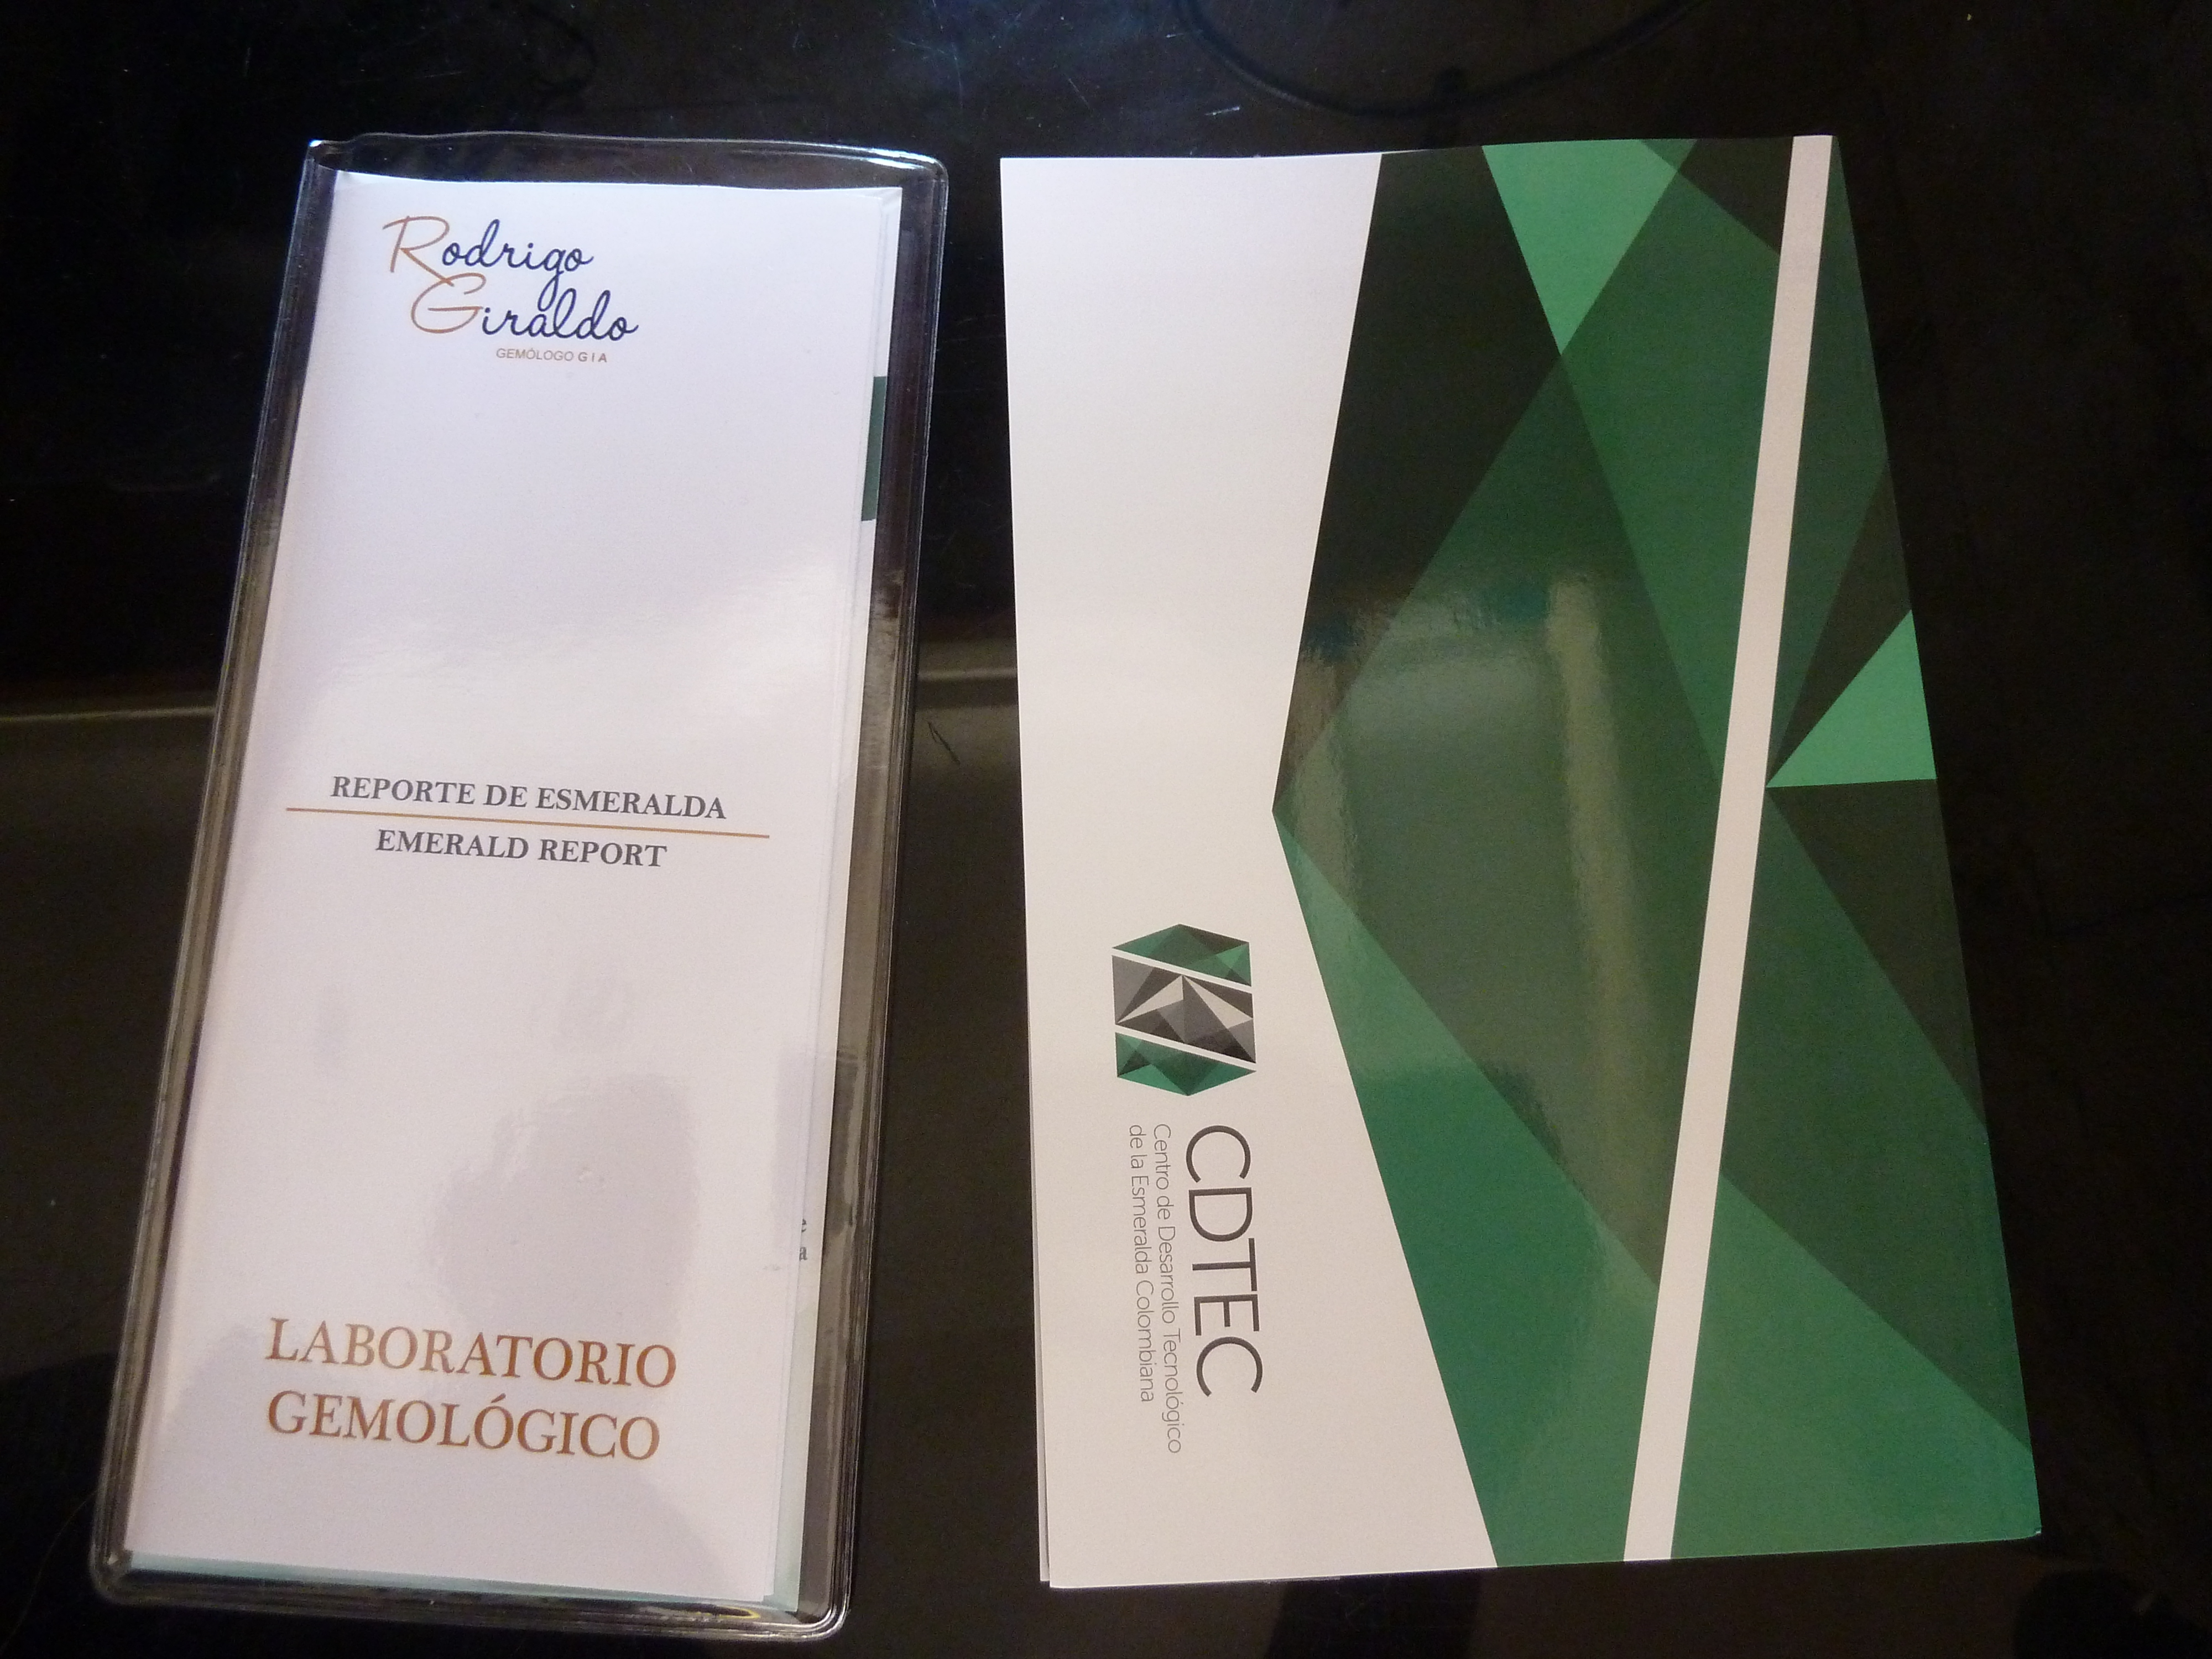 Rodrigo
Giraldo
GEMÓLOGO G I A
REPORTE DE ESMERALDA
EMERALD REPORT
LABORATORIO
GEMOLÓGICO
CDTEC
Centro de Desarrollo Tecnológico
de la Esmeralda Colombiana